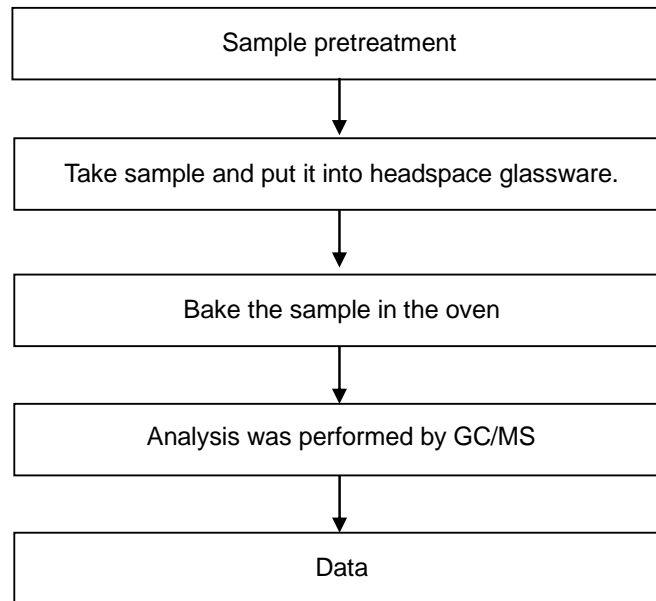 Sample pretreatment
Take sample and put it into headspace glassware.
Bake the sample in the oven
Analysis was performed by GC/MS
Data